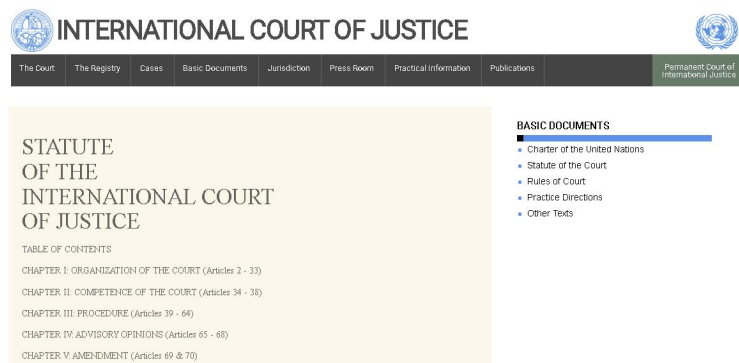 INTERNATIONAL COURT OF JUSTICE
The Court
The Registry
Cases
Basic Documents
Jurisdiction
Press Room
Practical Information
Publications
Permanent Court of
International Justice
STATUTE
OF THE
INTERNATIONAL COURT
OF JUSTICE
TABLE OF CONTENTS
CHAPTER I: ORGANIZATION OF THE COURT (Articles 2 - 33)
CHAPTER II: COMPETENCE OF THE COURT (Articles 34 - 38)
CHAPTER III: PROCEDURE (Articles 39 - 64)
CHAPTER IV: ADVISORY OPINIONS (Articles 65 - 68)
CHAPTER V: AMENDMENT (Articles 69 & 70)
BASIC DOCUMENTS
Charter of the United Nations
Statute of the Court
Rules of Court
Practice Directions
Other Texts